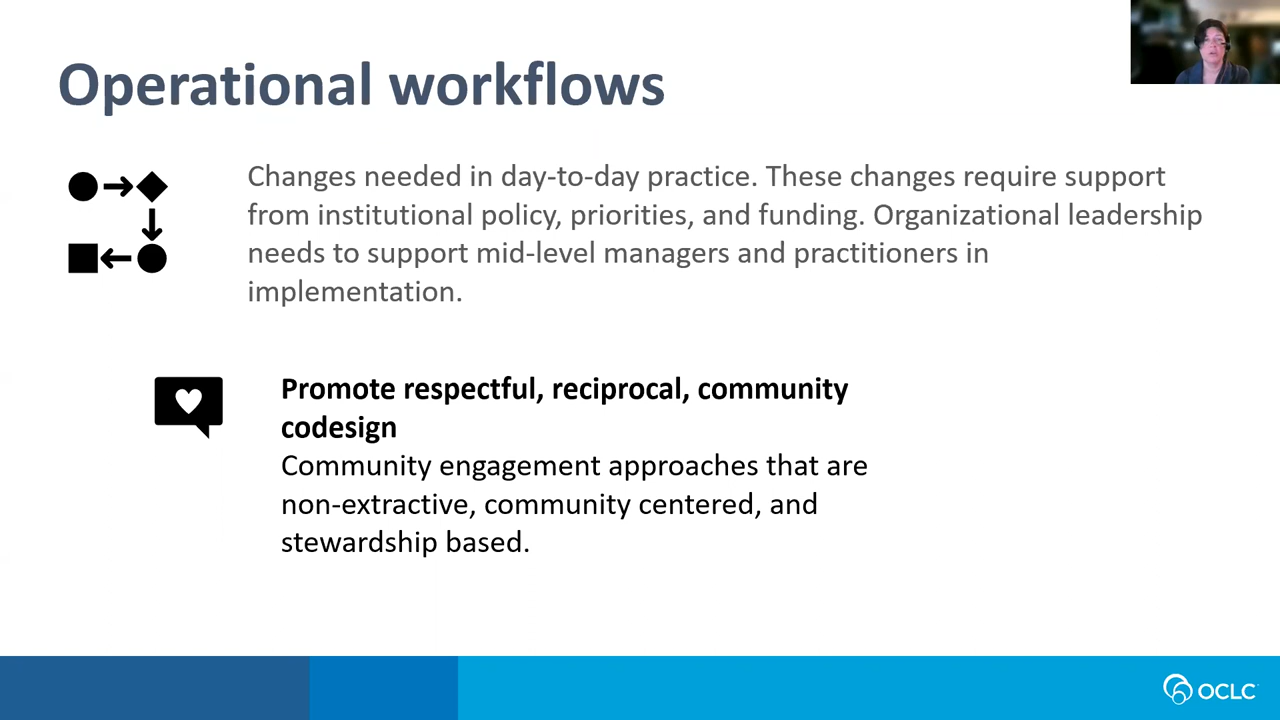 Operational workflows
Changes needed in day-to-day practice. These changes require support
from institutional policy, priorities, and funding. Organizational leadership
needs to support mid-level managers and practitioners in
implementation.
Promote respectful, reciprocal, community
codesign
Community engagement approaches that are
non-extractive, community centered, and
stewardship based.
OCLC